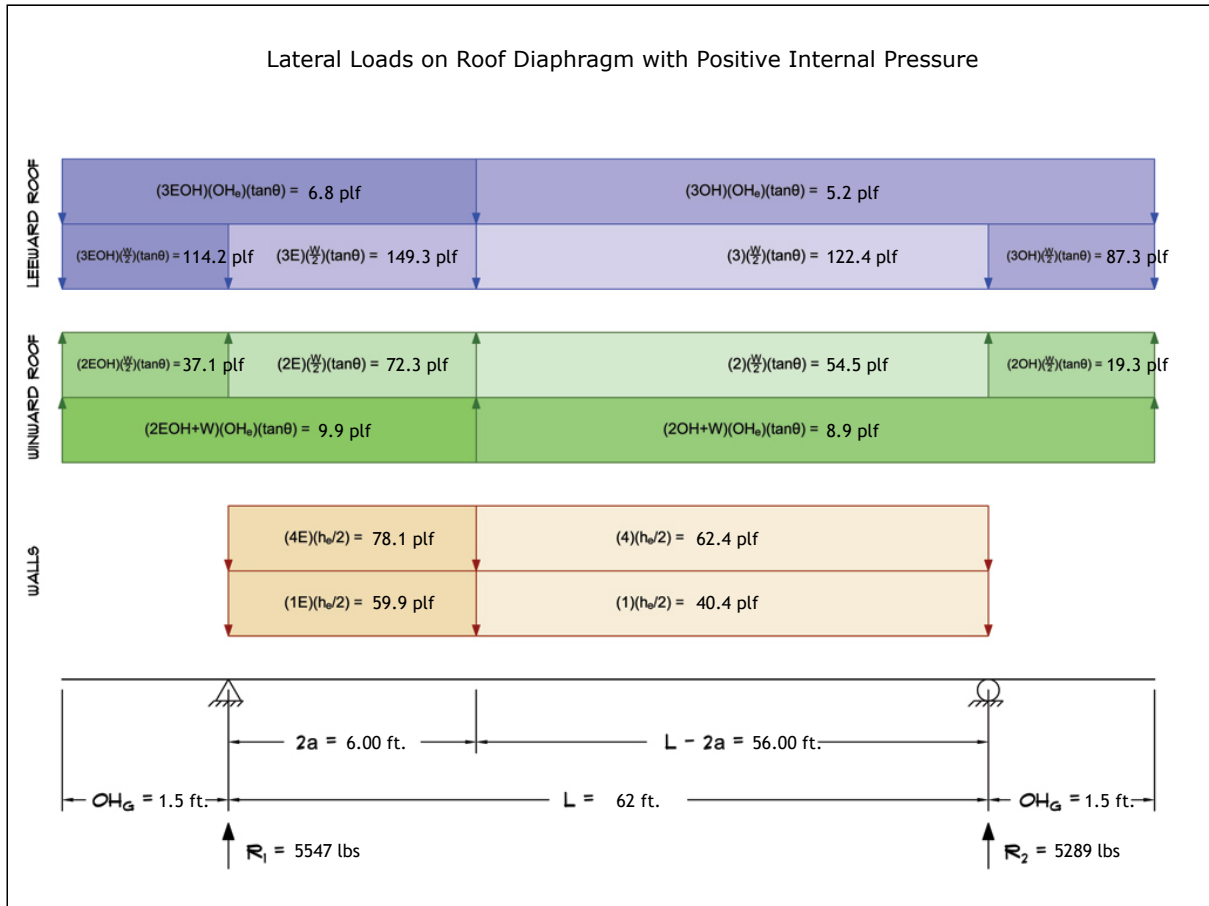 Lateral Loads on Roof Diaphragm with Positive Internal Pressure
LEEWARD ROOF
(3EOH)(OHₑ)(tanθ) = 6.8 plf
(3OH)(OHₑ)(tanθ) = 5.2 plf
(3EOH)(W/2)(tanθ) = 114.2 plf
(3E)(W/2)(tanθ) = 149.3 plf
(3)(W/2)(tanθ) = 122.4 plf
(3OH)(W/2)(tanθ) = 87.3 plf
WINWARD ROOF
(2EOH)(W/2)(tanθ) = 37.1 plf
(2E)(W/2)(tanθ) = 72.3 plf
(2)(W/2)(tanθ) = 54.5 plf
(2OH)(W/2)(tanθ) = 19.3 plf
(2EOH+W)(OHₑ)(tanθ) = 9.9 plf
(2OH+W)(OHₑ)(tanθ) = 8.9 plf
WALLS
(4E)(hₑ/2) = 78.1 plf
(4)(hₑ/2) = 62.4 plf
(1E)(hₑ/2) = 59.9 plf
(1)(hₑ/2) = 40.4 plf
2a = 6.00 ft.
L - 2a = 56.00 ft.
OH_G = 1.5 ft.
L = 62 ft.
OH_G = 1.5 ft.
R₁ = 5547 lbs
R₂ = 5289 lbs